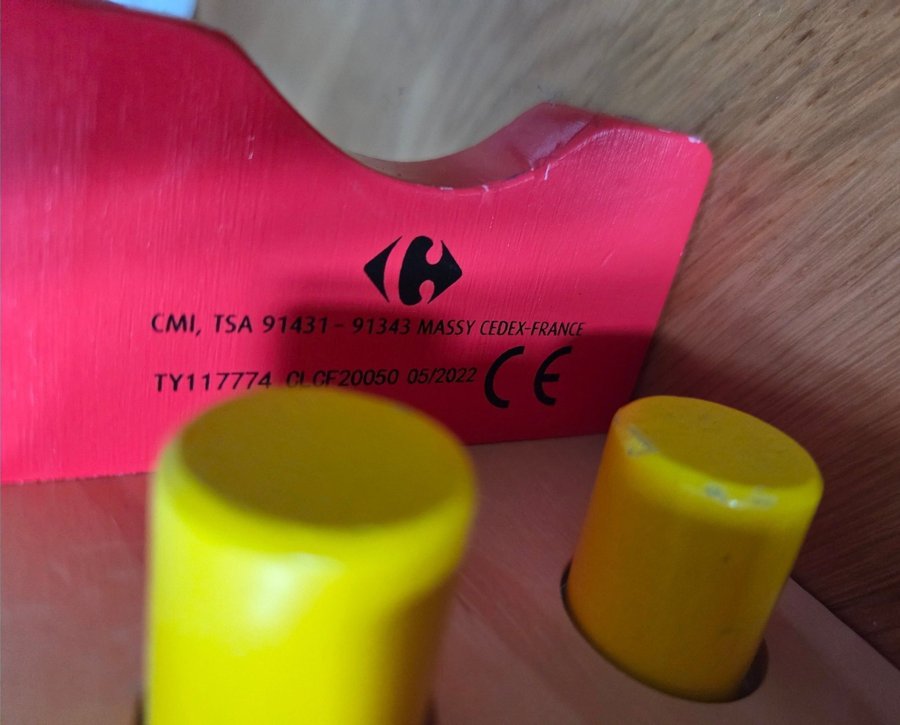 CMI, TSA 91431- 91343 MASSY CEDEX-FRANCE
TY117774 CLCF20050 05/2022 CE